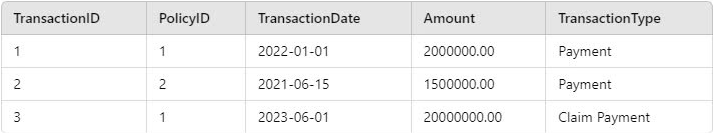 TransactionID PolicyID TransactionDate Amount TransactionType
1 1 2022-01-01 2000000.00 Payment
2 2 2021-06-15 1500000.00 Payment
3 1 2023-06-01 20000000.00 Claim Payment